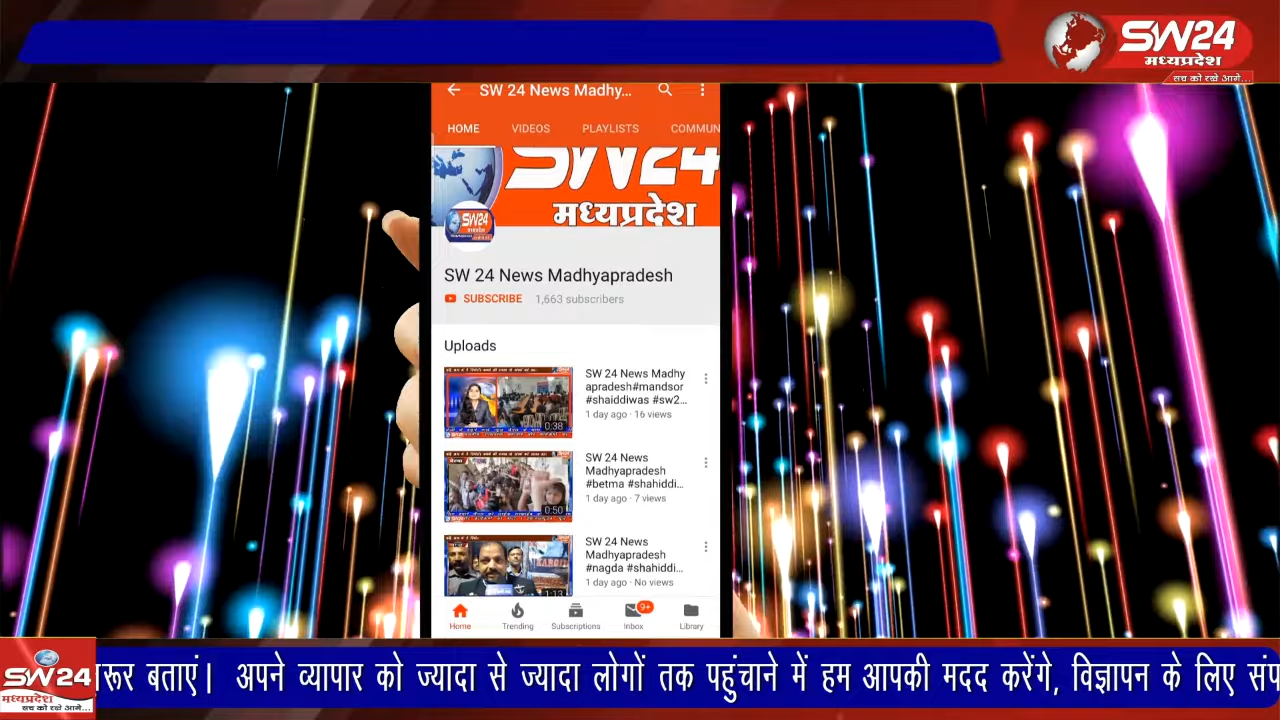 SW24
मध्यप्रदेश
सच को रखे आगे...
SW 24 News Madhy...
HOME VIDEOS PLAYLISTS COMMUN
SW24
मध्यप्रदेश
SW24
SW 24 News Madhyapradesh
SUBSCRIBE 1,663 subscribers
Uploads
SW 24 News Madhy
apradesh#mandsor
#shaiddiwas #sw2...
1 day ago · 16 views
0:38
SW 24 News
Madhyapradesh
#betma #shahiddi...
1 day ago · 7 views
0:50
SW 24 News
Madhyapradesh
#nagda #shahiddi...
1 day ago · No views
1:13
Home Trending Subscriptions 9+ Inbox Library
SW24
मध्यप्रदेश
सच को रखे आगे...
रूर बताएं। अपने व्यापार को ज्यादा से ज्यादा लोगों तक पहुंचाने में हम आपकी मदद करेंगे, विज्ञापन के लिए संप